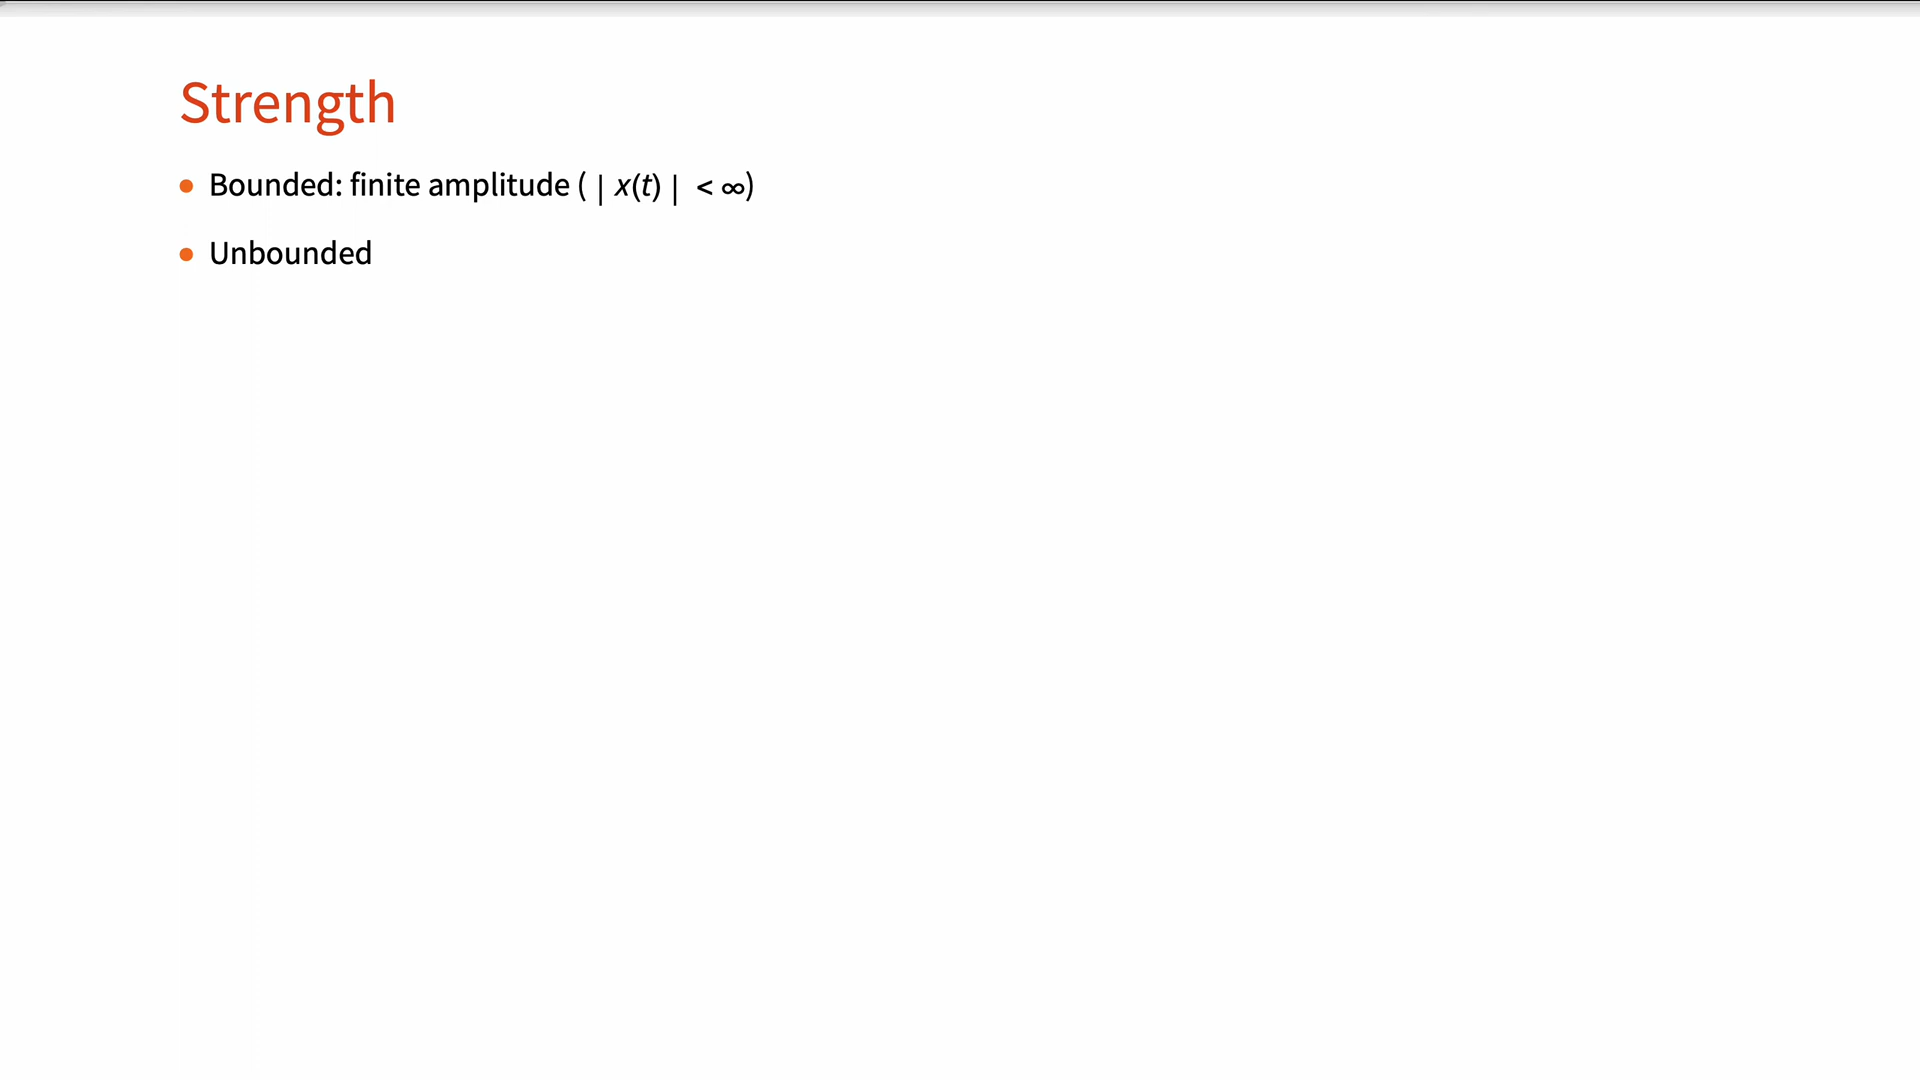 Strength
• Bounded: finite amplitude ( | x(t) | < ∞)
• Unbounded